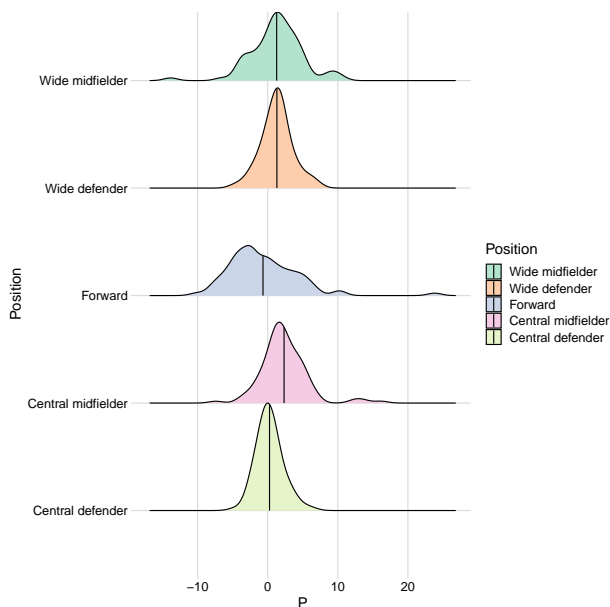 Wide midfielder
Wide defender
Forward
Central midfielder
Central defender
Position
−10 0 10 20
P
Position
Wide midfielder
Wide defender
Forward
Central midfielder
Central defender